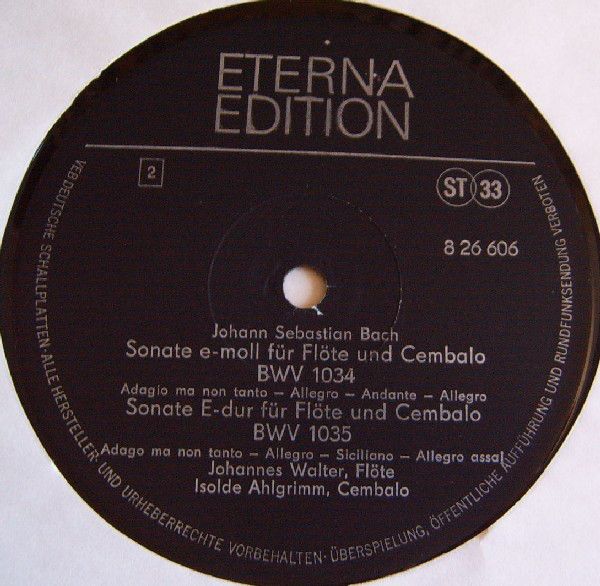 ETERNA
EDITION
2
ST 33
8 26 606
Johann Sebastian Bach
Sonate e-moll für Flöte und Cembalo
BWV 1034
Adagio ma non tanto – Allegro – Andante – Allegro
Sonate E-dur für Flöte und Cembalo
BWV 1035
Adago ma non tanto – Allegro – Siciliano – Allegro assai
Johannes Walter, Flöte
Isolde Ahlgrimm, Cembalo
VEB DEUTSCHE SCHALLPLATTEN · ALLE HERSTELLER- UND URHEBERRECHTE VORBEHALTEN · ÜBERSPIELUNG, ÖFFENTLICHE AUFFÜHRUNG UND RUNDFUNKSENDUNG VERBOTEN